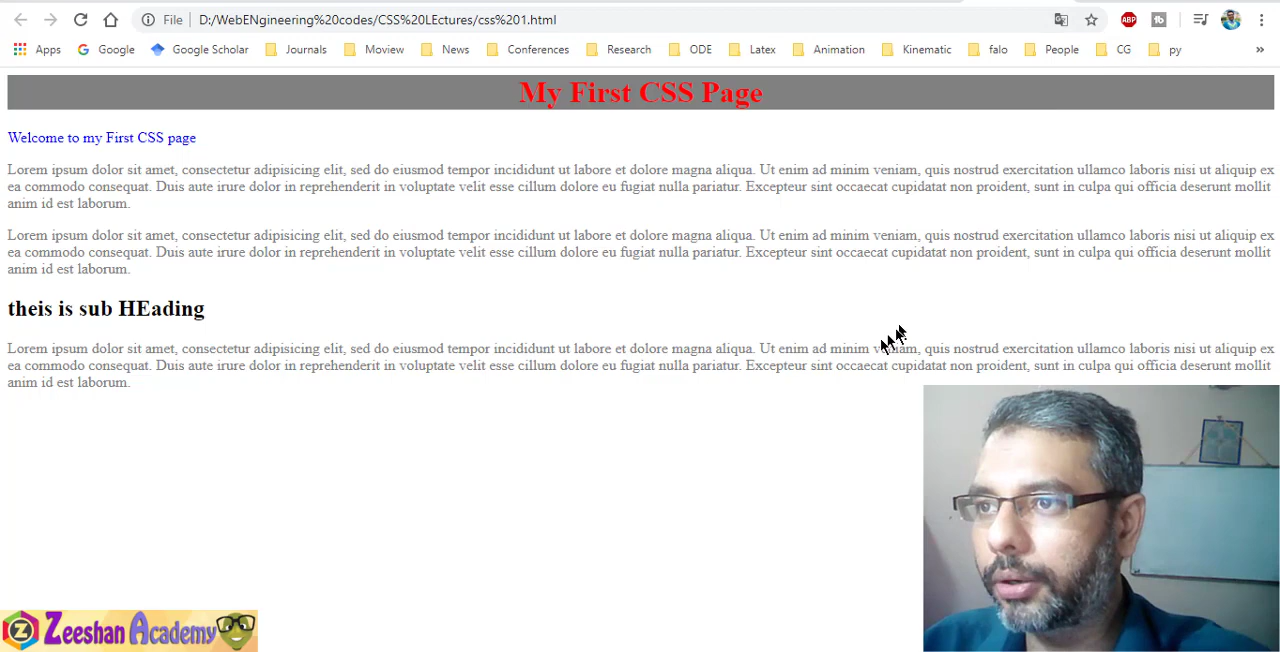 File D:/WebENgineering%20codes/CSS%20LEctures/css%201.html
ABP
Apps Google Google Scholar Journals Moview News Conferences Research ODE Latex Animation Kinematic falo People CG py »
My First CSS Page
Welcome to my First CSS page
Lorem ipsum dolor sit amet, consectetur adipisicing elit, sed do eiusmod tempor incididunt ut labore et dolore magna aliqua. Ut enim ad minim veniam, quis nostrud exercitation ullamco laboris nisi ut aliquip ex
ea commodo consequat. Duis aute irure dolor in reprehenderit in voluptate velit esse cillum dolore eu fugiat nulla pariatur. Excepteur sint occaecat cupidatat non proident, sunt in culpa qui officia deserunt mollit
anim id est laborum.
Lorem ipsum dolor sit amet, consectetur adipisicing elit, sed do eiusmod tempor incididunt ut labore et dolore magna aliqua. Ut enim ad minim veniam, quis nostrud exercitation ullamco laboris nisi ut aliquip ex
ea commodo consequat. Duis aute irure dolor in reprehenderit in voluptate velit esse cillum dolore eu fugiat nulla pariatur. Excepteur sint occaecat cupidatat non proident, sunt in culpa qui officia deserunt mollit
anim id est laborum.
theis is sub HEading
Lorem ipsum dolor sit amet, consectetur adipisicing elit, sed do eiusmod tempor incididunt ut labore et dolore magna aliqua. Ut enim ad minim veniam, quis nostrud exercitation ullamco laboris nisi ut aliquip ex
ea commodo consequat. Duis aute irure dolor in reprehenderit in voluptate velit esse cillum dolore eu fugiat nulla pariatur. Excepteur sint occaecat cupidatat non proident, sunt in culpa qui officia deserunt mollit
anim id est laborum.
Z Zeeshan Academy